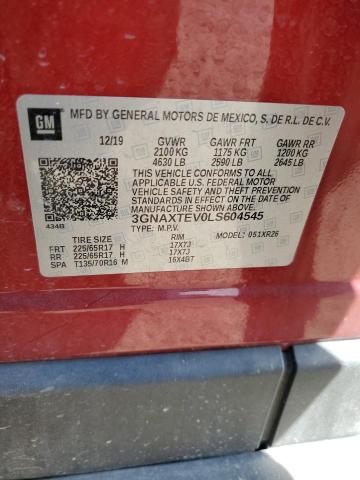 GM
MFD BY GENERAL MOTORS DE MEXICO, S. DE R.L. DE C.V.
12/19 GVWR GAWR FRT GAWR RR
2100 KG 1175 KG 1200 KG
4630 LB 2590 LB 2645 LB
THIS VEHICLE CONFORMS TO ALL APPLICABLE
U.S. FEDERAL MOTOR
VEHICLE SAFETY AND THEFT PREVENTION
STANDARDS IN EFFECT ON THE DATE OF
MANUFACTURE SHOWN ABOVE.
3GNAXTEV0LS604545
434B TYPE: M.P.V. MODEL: 051XR26
TIRE SIZE RIM
FRT 225/65R17 H 17X7J
RR 225/65R17 H 17X7J
SPA T135/70R16 M 16X4BT